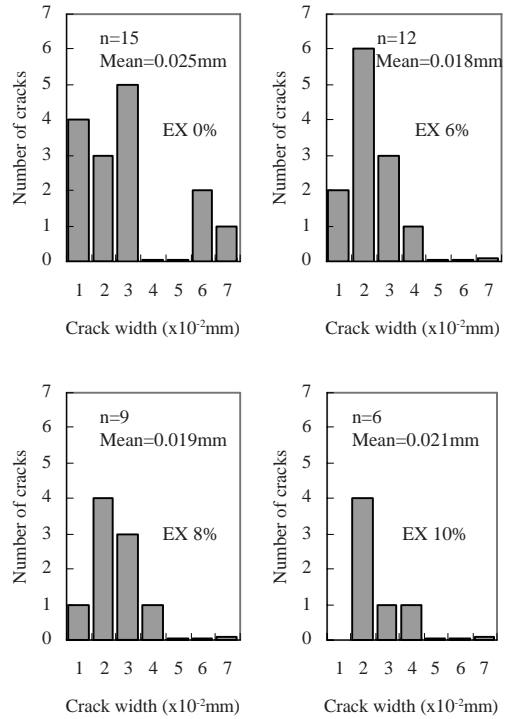 n=15
Mean=0.025mm
EX 0%
Number of cracks
7
6
5
4
3
2
1
0
1 2 3 4 5 6 7
Crack width (x10⁻²mm)
n=12
Mean=0.018mm
EX 6%
Number of cracks
7
6
5
4
3
2
1
0
1 2 3 4 5 6 7
Crack width (x10⁻²mm)
n=9
Mean=0.019mm
EX 8%
Number of cracks
7
6
5
4
3
2
1
0
1 2 3 4 5 6 7
Crack width (x10⁻²mm)
n=6
Mean=0.021mm
EX 10%
Number of cracks
7
6
5
4
3
2
1
0
1 2 3 4 5 6 7
Crack width (x10⁻²mm)